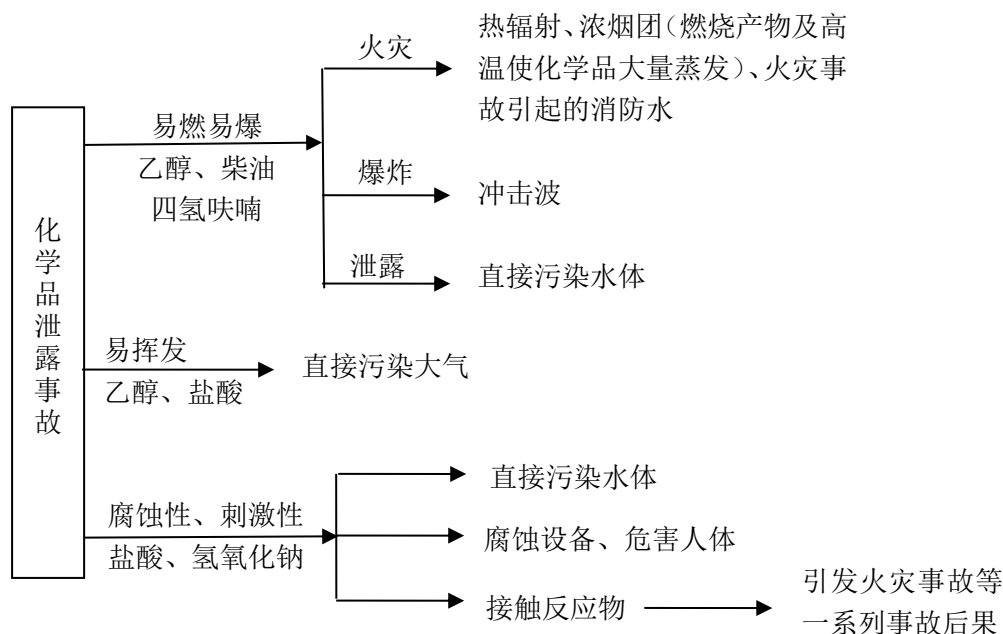 化学品泄露事故
易燃易爆
乙醇、柴油
四氢呋喃
火灾
热辐射、浓烟团（燃烧产物及高
温使化学品大量蒸发）、火灾事
故引起的消防水
爆炸
冲击波
泄露
直接污染水体
易挥发
乙醇、盐酸
直接污染大气
腐蚀性、刺激性
盐酸、氢氧化钠
直接污染水体
腐蚀设备、危害人体
接触反应物
引发火灾事故等
一系列事故后果